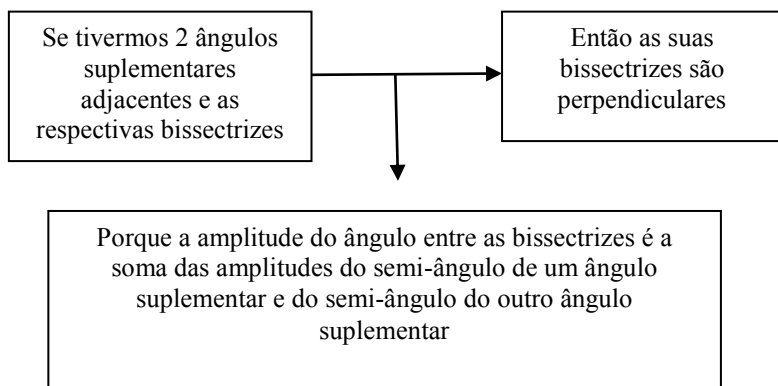 Se tivermos 2 ângulos
suplementares
adjacentes e as
respectivas bissectrizes
Então as suas
bissectrizes são
perpendiculares
Porque a amplitude do ângulo entre as bissectrizes é a
soma das amplitudes do semi-ângulo de um ângulo
suplementar e do semi-ângulo do outro ângulo
suplementar